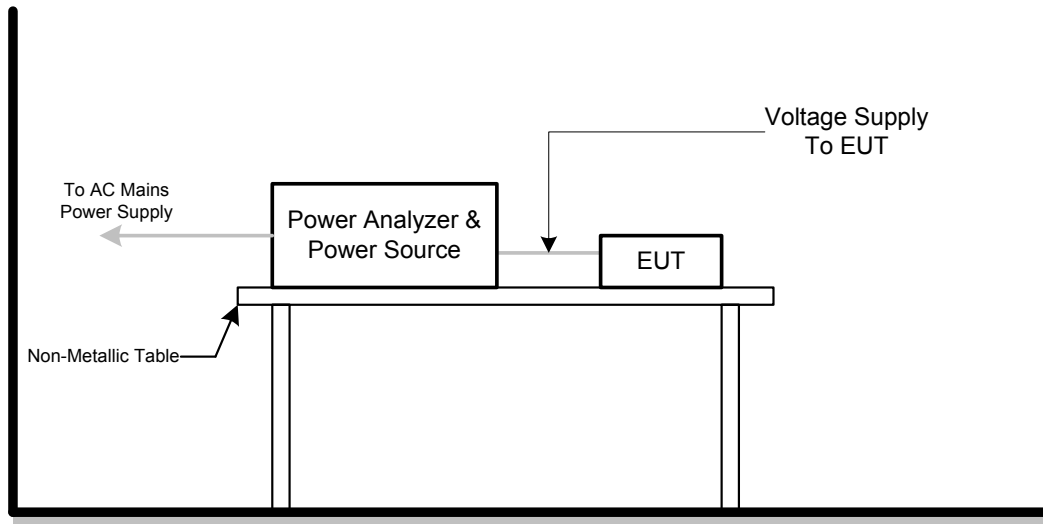 Voltage Supply
To EUT
To AC Mains
Power Supply
Power Analyzer &
Power Source
EUT
Non-Metallic Table